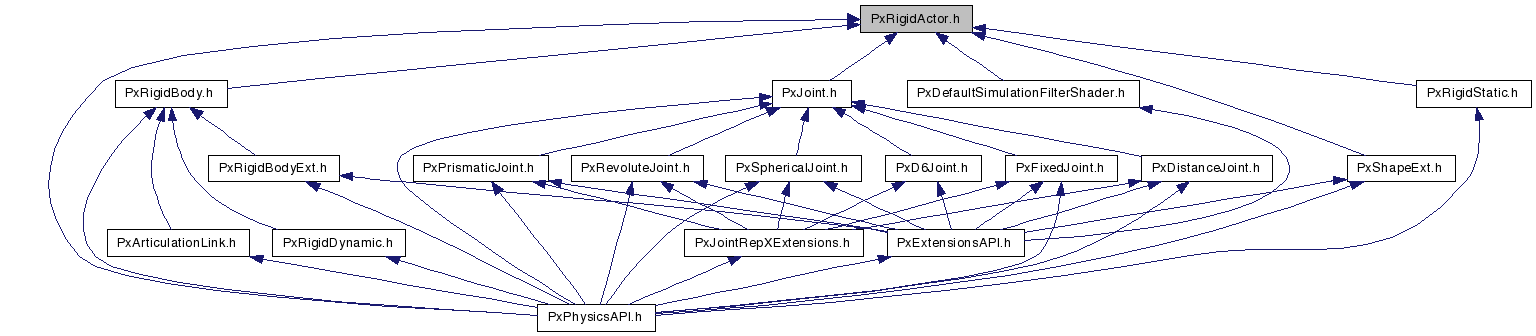 PxRigidActor.h
PxRigidBody.h
PxJoint.h
PxDefaultSimulationFilterShader.h
PxRigidStatic.h
PxRigidBodyExt.h
PxPrismaticJoint.h
PxRevoluteJoint.h
PxSphericalJoint.h
PxD6Joint.h
PxFixedJoint.h
PxDistanceJoint.h
PxShapeExt.h
PxArticulationLink.h
PxRigidDynamic.h
PxJointRepXExtensions.h
PxExtensionsAPI.h
PxPhysicsAPI.h